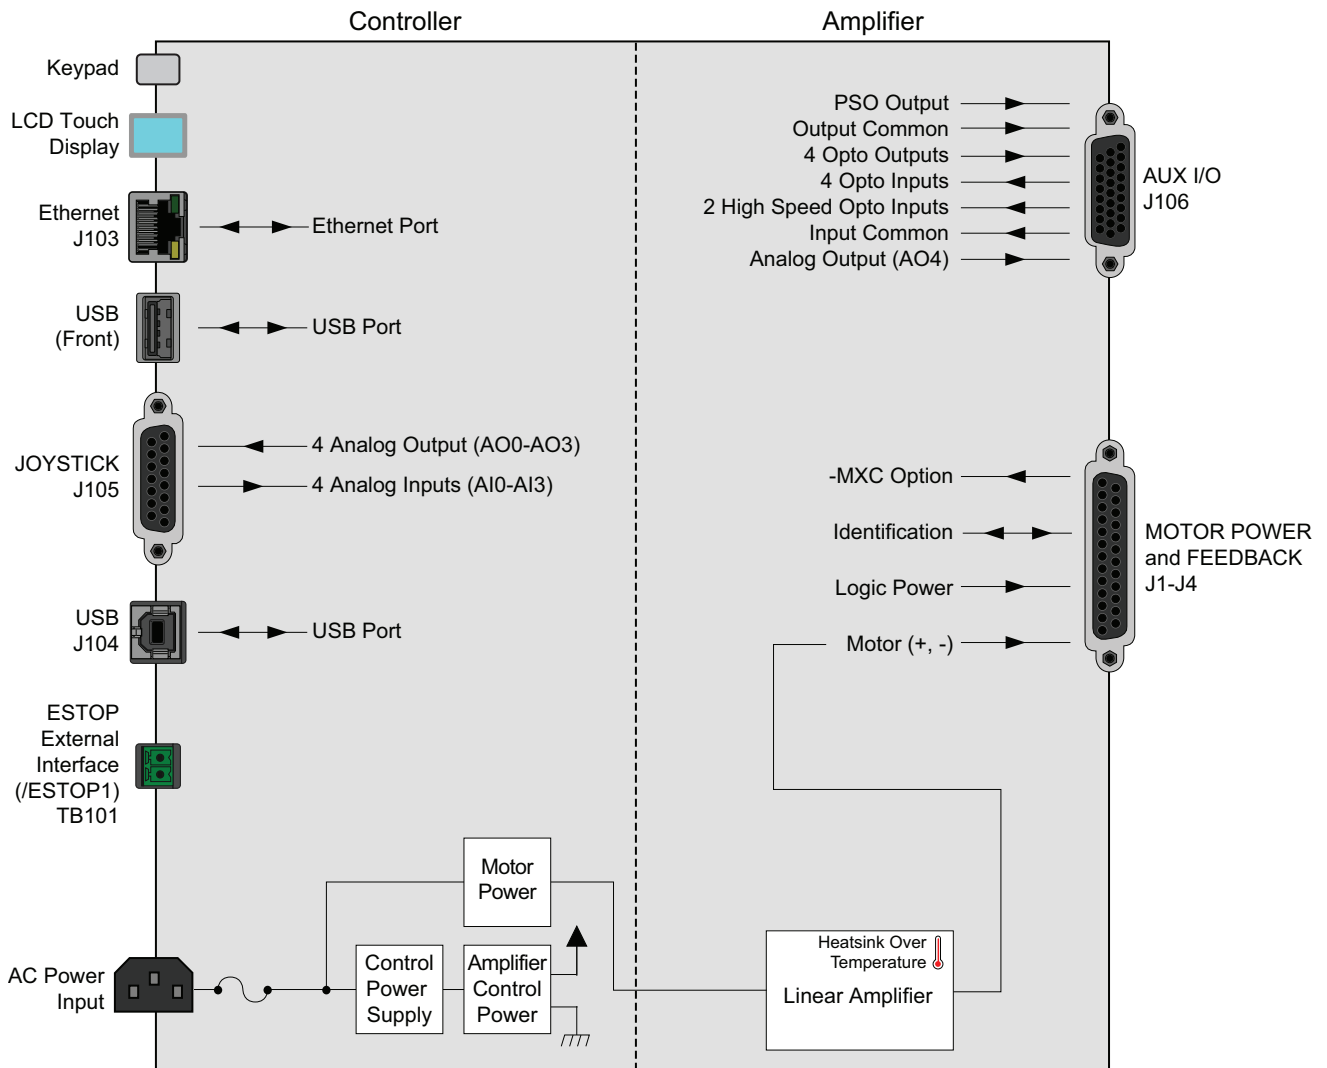 Controller
Amplifier
Keypad
LCD Touch
Display
Ethernet
J103
Ethernet Port
USB
(Front)
USB Port
JOYSTICK
J105
4 Analog Output (AO0-AO3)
4 Analog Inputs (AI0-AI3)
USB
J104
USB Port
ESTOP
External
Interface
(/ESTOP1)
TB101
AC Power
Input
Motor
Power
Control
Power
Supply
Amplifier
Control
Power
PSO Output
Output Common
4 Opto Outputs
4 Opto Inputs
2 High Speed Opto Inputs
Input Common
Analog Output (AO4)
AUX I/O
J106
-MXC Option
Identification
Logic Power
Motor (+, -)
MOTOR POWER
and FEEDBACK
J1-J4
Heatsink Over
Temperature
Linear Amplifier